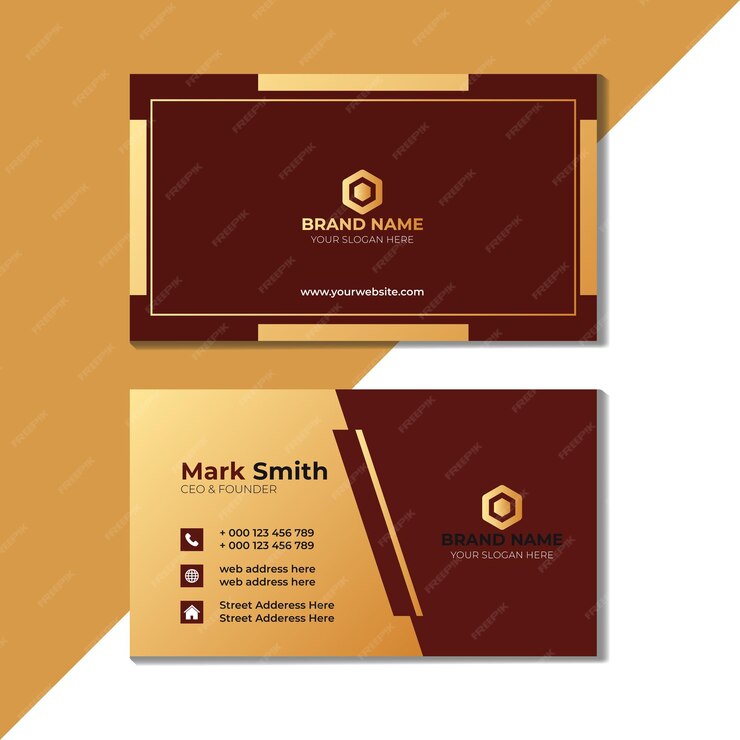 BRAND NAME
YOUR SLOGAN HERE
www.yourwebsite.com
Mark Smith
CEO & FOUNDER
+ 000 123 456 789
+ 000 123 456 789
web address here
web address here
Street Adderess Here
Street Adderess Here
BRAND NAME
YOUR SLOGAN HERE
FREEPIK